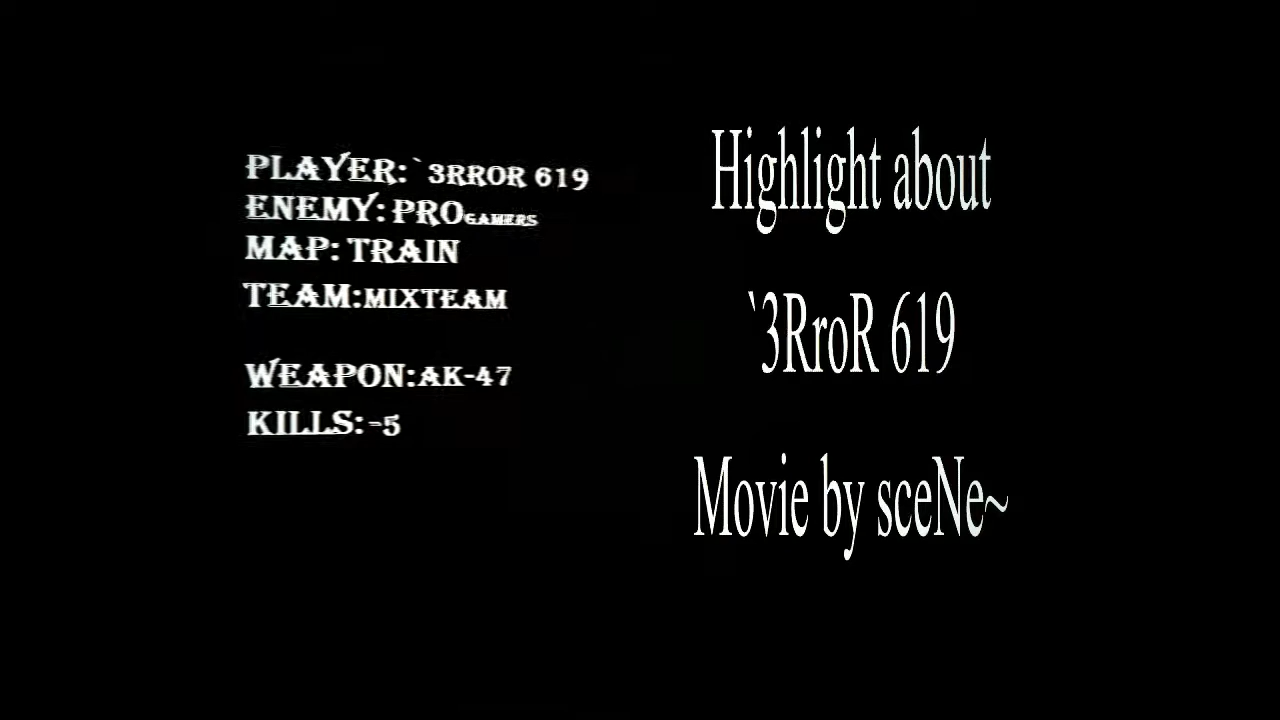 PLAYER:`3RROR 619
ENEMY: PROGAMERS
MAP: TRAIN
TEAM:MIXTEAM
WEAPON:AK-47
KILLS:-5
Highlight about
`3RroR 619
Movie by sceNe~